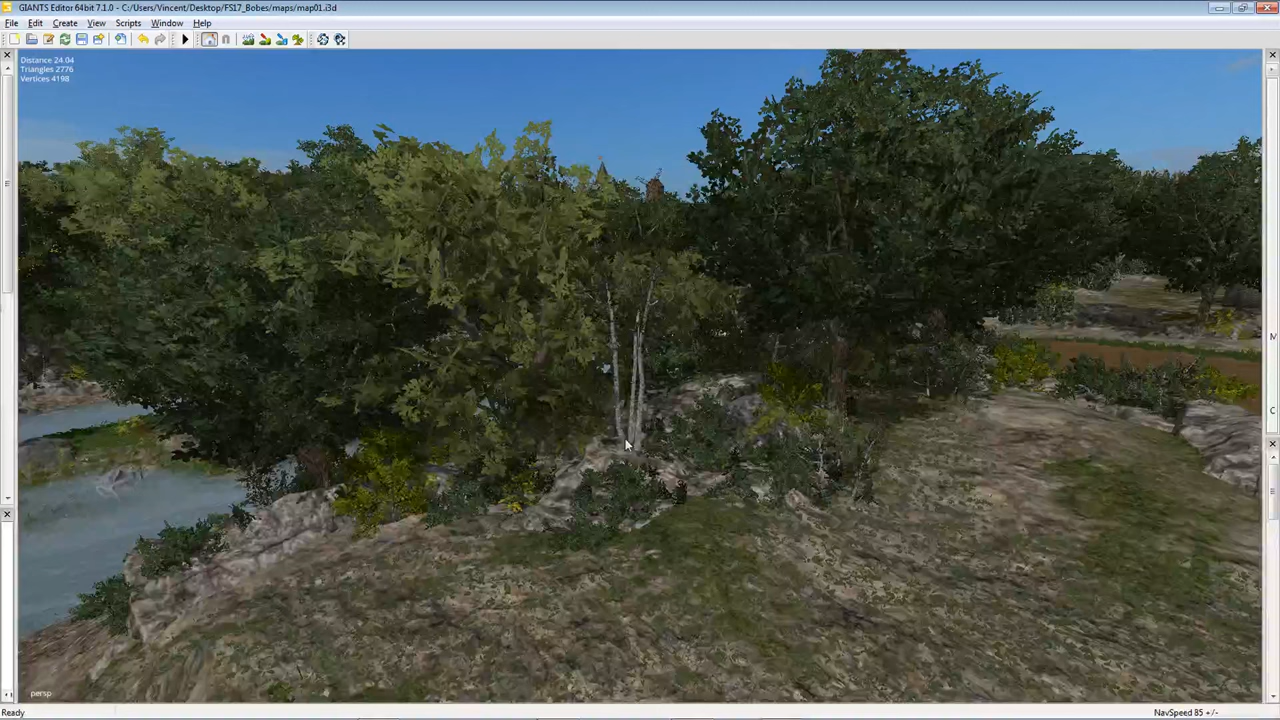 GIANTS Editor 64bit 7.1.0 - C:/Users/Vincent/Desktop/FS17_Bobes/maps/map01.i3d
File Edit Create View Scripts Window Help
Distance 24.04
Triangles 2776
Vertices 4198
persp
Ready
NavSpeed 85 +/-